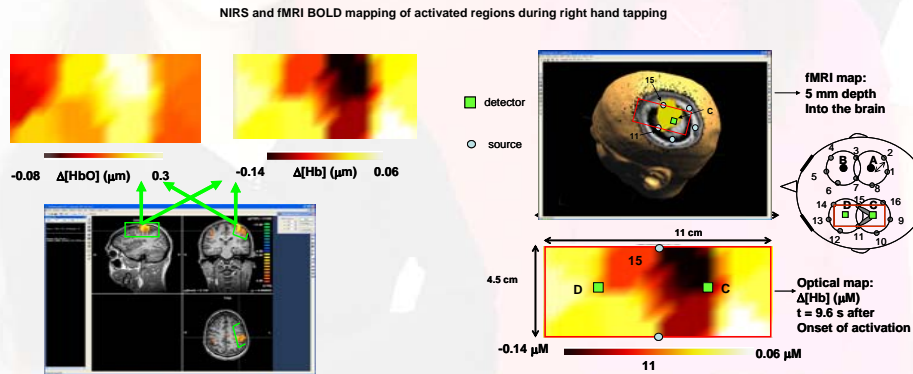 NIRS and fMRI BOLD mapping of activated regions during right hand tapping
-0.08
Δ[HbO] (μm)
0.3
-0.14
Δ[Hb] (μm)
0.06
detector
source
15
C
11
fMRI map:
5 mm depth
Into the brain
4
3
2
B
A
5
1
6
7
8
14
15
16
D
C
13
9
12
11
10
11 cm
4.5 cm
15
D
C
Optical map:
Δ[Hb] (μM)
t = 9.6 s after
Onset of activation
-0.14 μM
0.06 μM
11